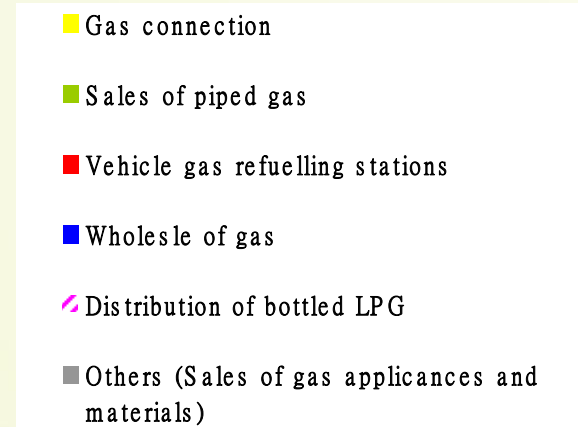 Gas connection
Sales of piped gas
Vehicle gas refuelling stations
Wholesle of gas
Distribution of bottled LPG
Others (Sales of gas applicances and
materials)